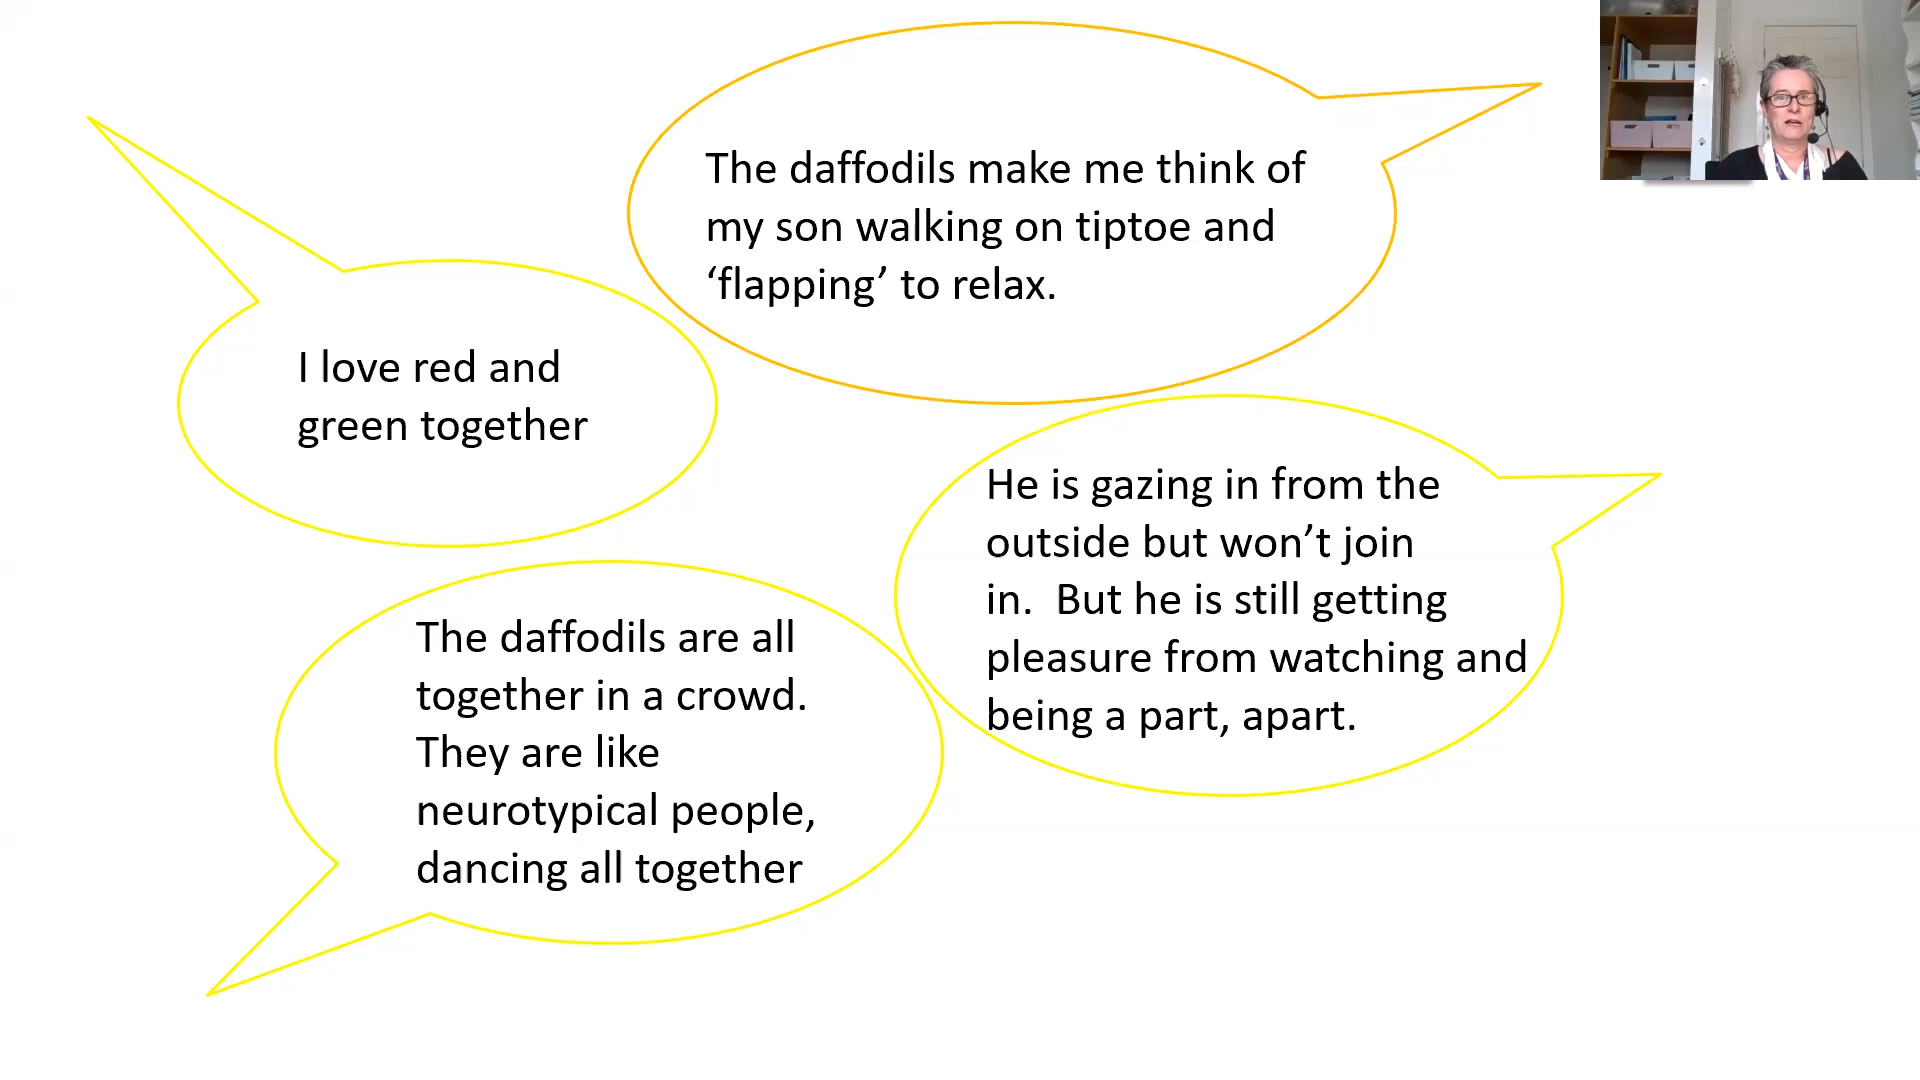 The daffodils make me think of
my son walking on tiptoe and
‘flapping’ to relax.
I love red and
green together
He is gazing in from the
outside but won’t join
in.  But he is still getting
pleasure from watching and
being a part, apart.
The daffodils are all
together in a crowd.
They are like
neurotypical people,
dancing all together